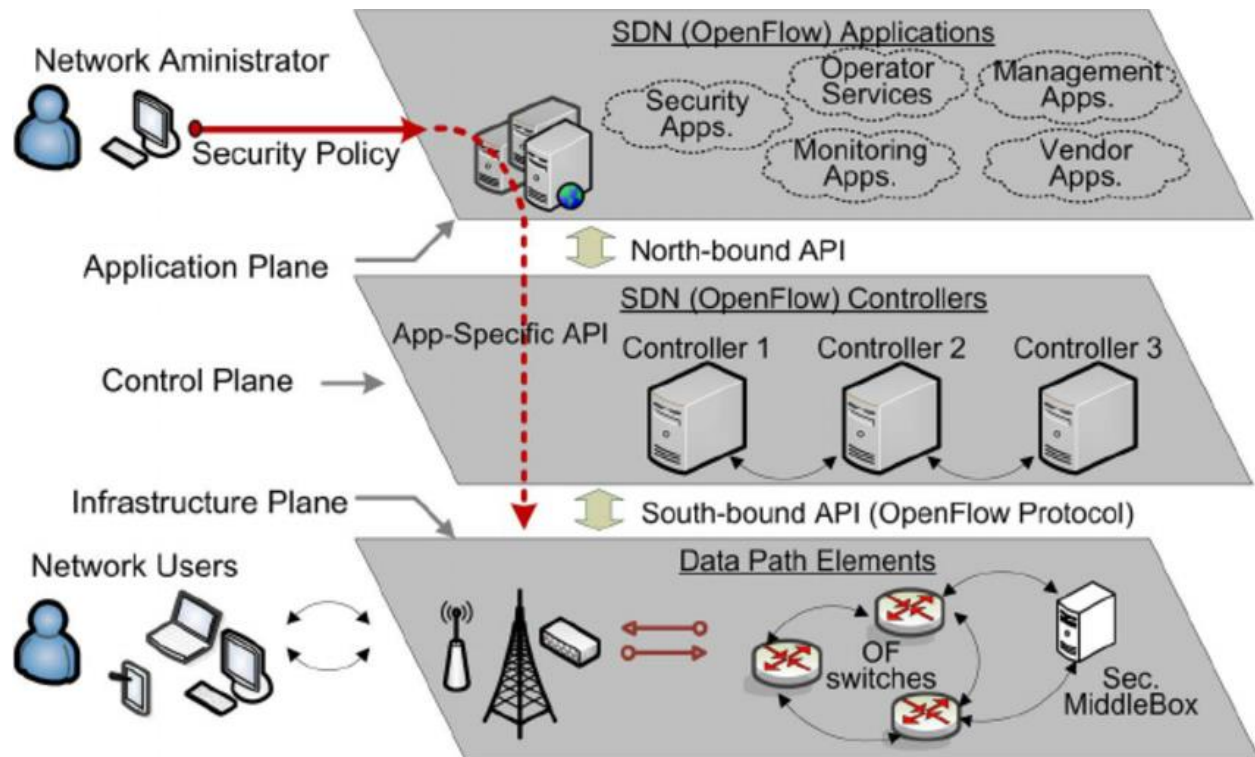 SDN (OpenFlow) Applications
Network Aministrator
Security Policy
Security
Apps.
Operator
Services
Management
Apps.
Monitoring
Apps.
Vendor
Apps.
Application Plane
North-bound API
SDN (OpenFlow) Controllers
App-Specific API
Controller 1
Controller 2
Controller 3
Control Plane
Infrastructure Plane
South-bound API (OpenFlow Protocol)
Network Users
Data Path Elements
OF
switches
Sec.
MiddleBox